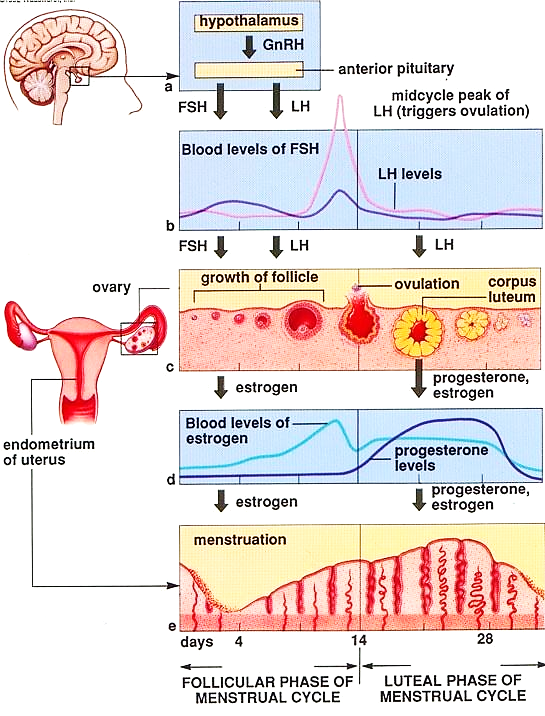 hypothalamus
GnRH
anterior pituitary
a
FSH
LH
midcycle peak of
LH (triggers ovulation)
Blood levels of FSH
LH levels
b
FSH
LH
LH
ovary
growth of follicle
ovulation
corpus
luteum
c
estrogen
progesterone,
estrogen
Blood levels of
estrogen
progesterone
levels
endometrium
of uterus
d
estrogen
progesterone,
estrogen
menstruation
e
days
4
14
28
FOLLICULAR PHASE OF
MENSTRUAL CYCLE
LUTEAL PHASE OF
MENSTRUAL CYCLE